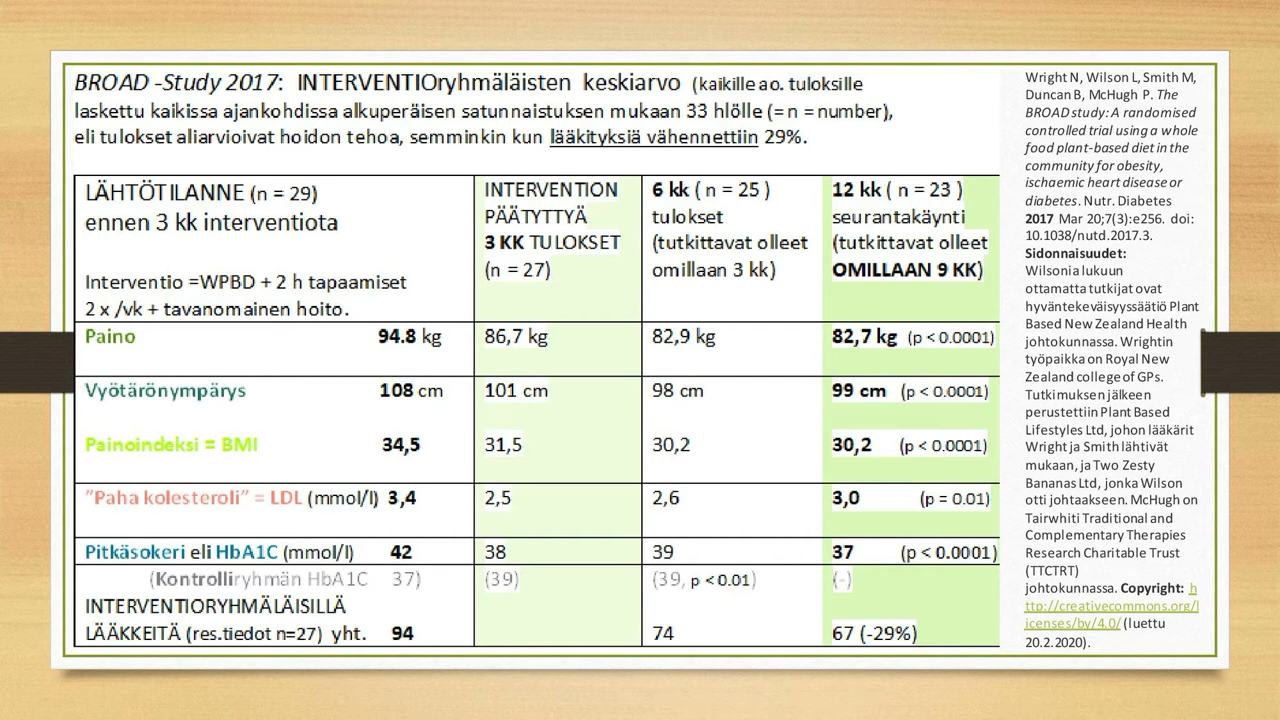 BROAD -Study 2017: INTERVENTIOryhmäläisten keskiarvo (kaikille ao. tuloksille
laskettu kaikissa ajankohdissa alkuperäisen satunnaistuksen mukaan 33 hlölle (= n = number),
eli tulokset aliarvioivat hoidon tehoa, semminkin kun lääkityksiä vähennettiin 29%.
LÄHTÖTILANNE (n = 29)
ennen 3 kk interventiota
Interventio =WPBD + 2 h tapaamiset
2 x /vk + tavanomainen hoito.
INTERVENTION
PÄÄTYTTYÄ
3 KK TULOKSET
(n = 27)
6 kk ( n = 25 )
tulokset
(tutkittavat olleet
omillaan 3 kk)
12 kk ( n = 23 )
seurantakäynti
(tutkittavat olleet
OMILLAAN 9 KK)
Paino 94.8 kg 86,7 kg 82,9 kg 82,7 kg (p < 0.0001)
Vyötärönympärys 108 cm 101 cm 98 cm 99 cm (p < 0.0001)
Painoindeksi = BMI 34,5 31,5 30,2 30,2 (p < 0.0001)
”Paha kolesteroli” = LDL (mmol/l) 3,4 2,5 2,6 3,0 (p = 0.01)
Pitkäsokeri eli HbA1C (mmol/l) 42 38 39 37 (p < 0.0001)
(Kontrolliryhmän HbA1C 37) (39) (39, p <0.01) (-)
INTERVENTIORYHMÄLÄISILLÄ
LÄÄKKEITÄ (res.tiedot n=27) yht. 94 74 67 (-29%)
Wright N, Wilson L, Smith M,
Duncan B, McHugh P. The
BROAD study: A randomised
controlled trial using a whole
food plant-based diet in the
community for obesity,
ischaemic heart disease or
diabetes. Nutr. Diabetes
2017 Mar 20;7(3):e256. doi:
10.1038/nutd.2017.3.
Sidonnaisuudet:
Wilsonia lukuun
ottamatta tutkijat ovat
hyväntekeväisyyssäätiö Plant
Based New Zealand Health
johtokunnassa. Wrightin
työpaikka on Royal New
Zealand college of GPs.
Tutkimuksen jälkeen
perustettiin Plant Based
Lifestyles Ltd, johon lääkärit
Wright ja Smith lähtivät
mukaan, ja Two Zesty
Bananas Ltd, jonka Wilson
otti johtaakseen. McHugh on
Tairwhiti Traditional and
Complementary Therapies
Research Charitable Trust
(TTCTRT)
johtokunnassa. Copyright: h
ttp://creativecommons.org/l
icenses/by/4.0/ (luettu
20.2.2020).